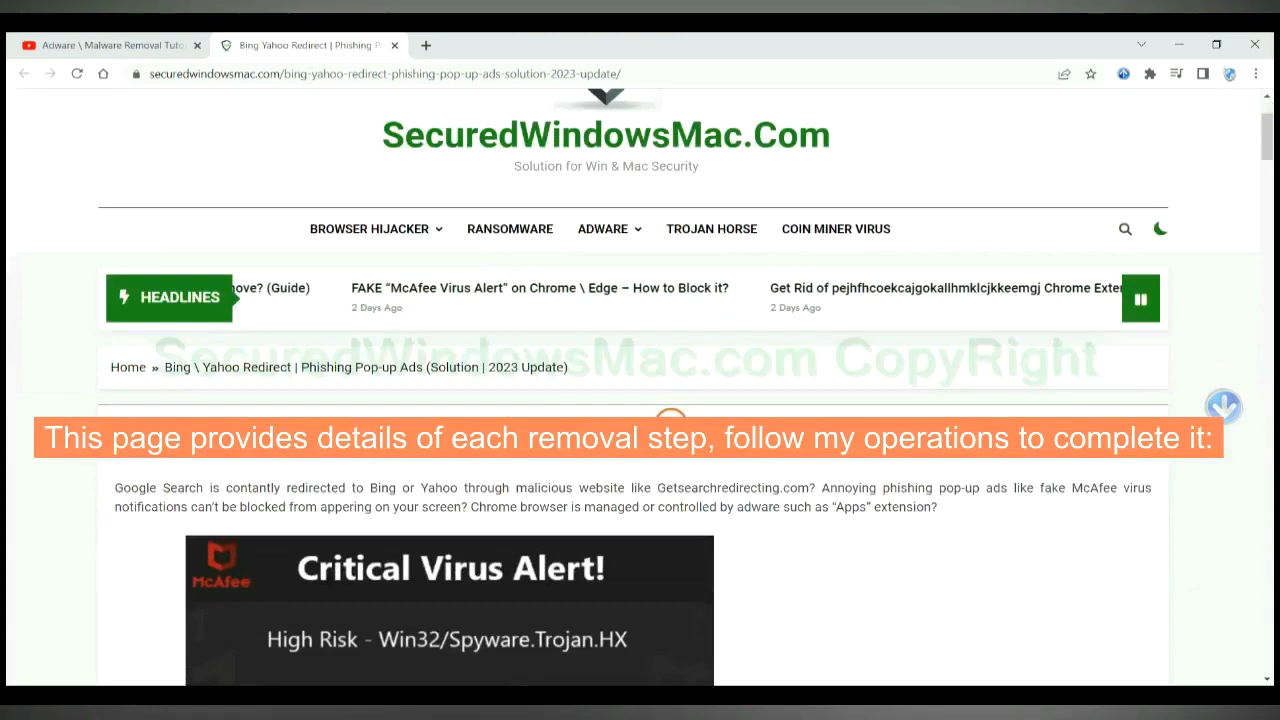 Adware \ Malware Removal Tuto
Bing Yahoo Redirect | Phishing P
securedwindowsmac.com/bing-yahoo-redirect-phishing-pop-up-ads-solution-2023-update/
SecuredWindowsMac.Com
Solution for Win & Mac Security
BROWSER HIJACKER RANSOMWARE ADWARE TROJAN HORSE COIN MINER VIRUS
HEADLINES
ove? (Guide)
FAKE “McAfee Virus Alert” on Chrome \ Edge – How to Block it?
2 Days Ago
Get Rid of pejhfhcoekcajgokallhmklcjkkeemgj Chrome Exte
2 Days Ago
SecuredWindowsMac.com CopyRight
Home » Bing \ Yahoo Redirect | Phishing Pop-up Ads (Solution | 2023 Update)
This page provides details of each removal step, follow my operations to complete it:
Google Search is contantly redirected to Bing or Yahoo through malicious website like Getsearchredirecting.com? Annoying phishing pop-up ads like fake McAfee virus
notifications can’t be blocked from appering on your screen? Chrome browser is managed or controlled by adware such as “Apps” extension?
McAfee
Critical Virus Alert!
High Risk - Win32/Spyware.Trojan.HX